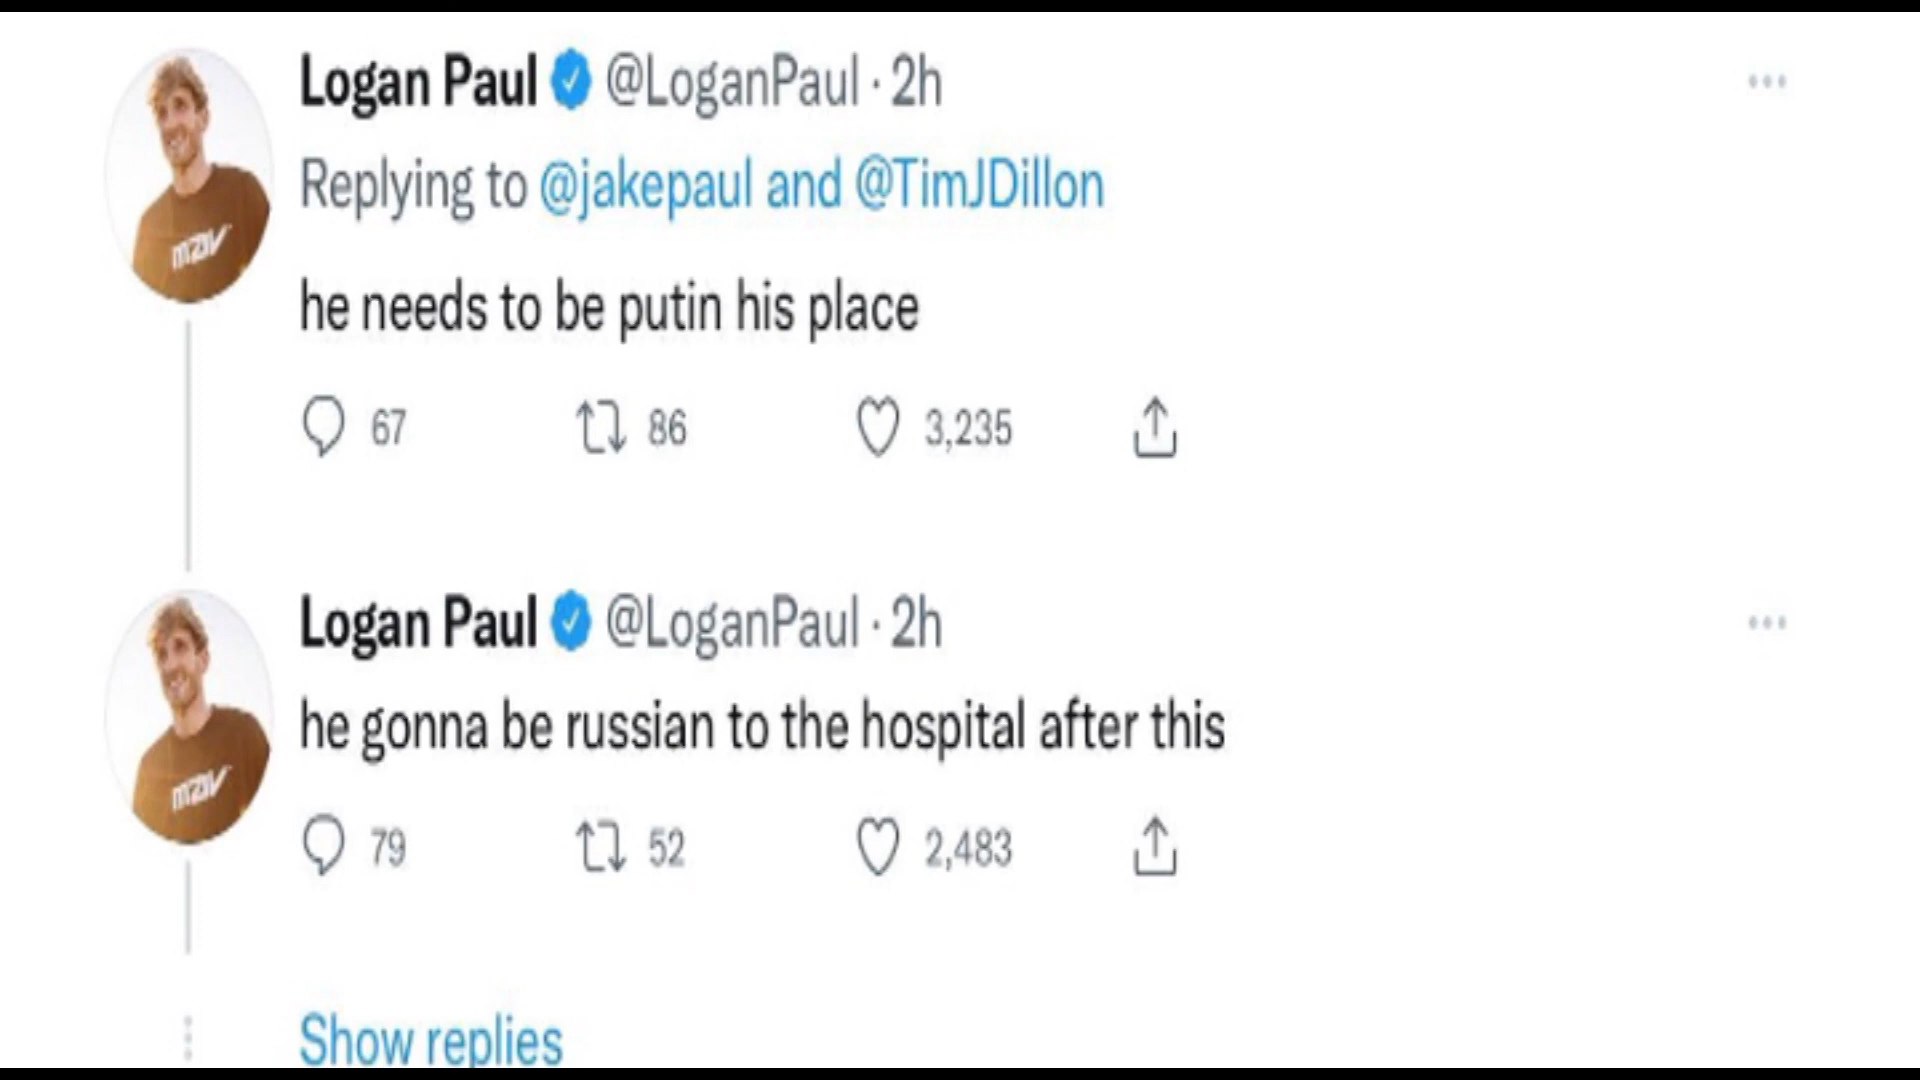 Logan Paul @LoganPaul · 2h
Replying to @jakepaul and @TimJDillon
he needs to be putin his place
67 86 3,235
Logan Paul @LoganPaul · 2h
he gonna be russian to the hospital after this
79 52 2,483
Show replies